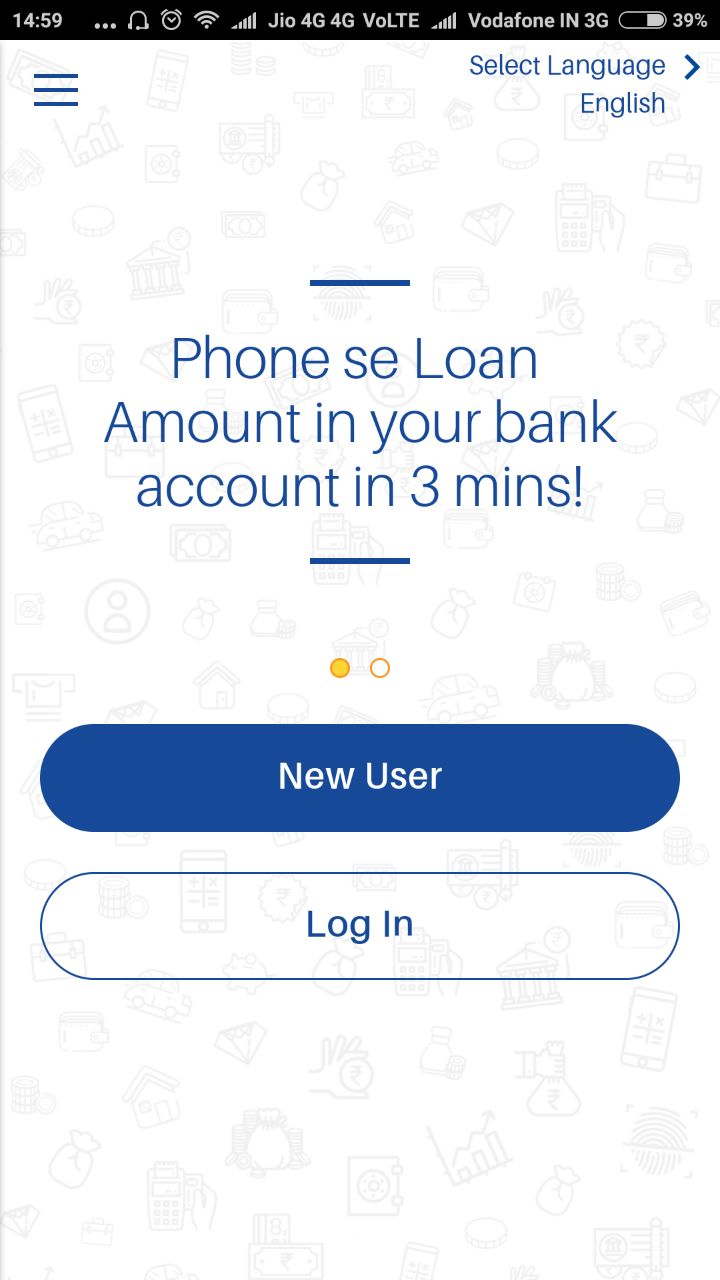 14:59 ... Jio 4G 4G VoLTE Vodafone IN 3G 39%
Select Language
English
Phone se Loan
Amount in your bank
account in 3 mins!
New User
Log In